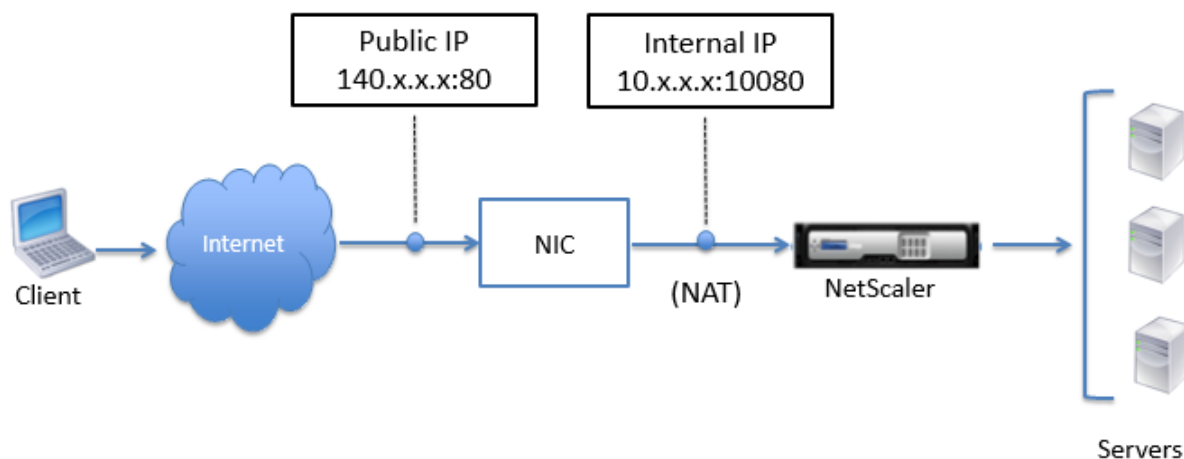 Public IP
140.x.x.x:80
Internal IP
10.x.x.x:10080
Internet
NIC
(NAT)
Client
NetScaler
Servers